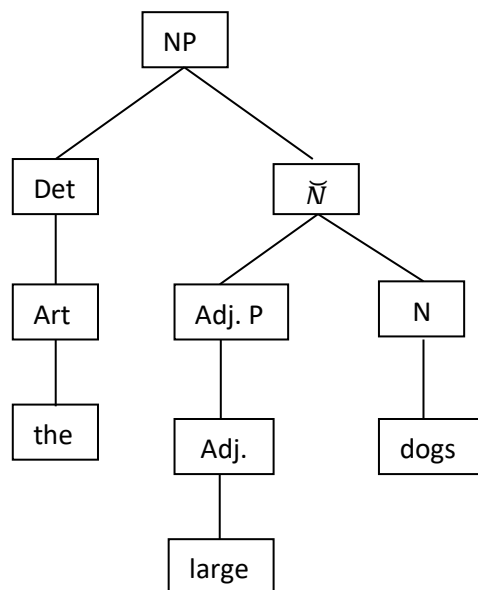 NP
Det N̆
Art Adj. P N
the Adj. dogs
large